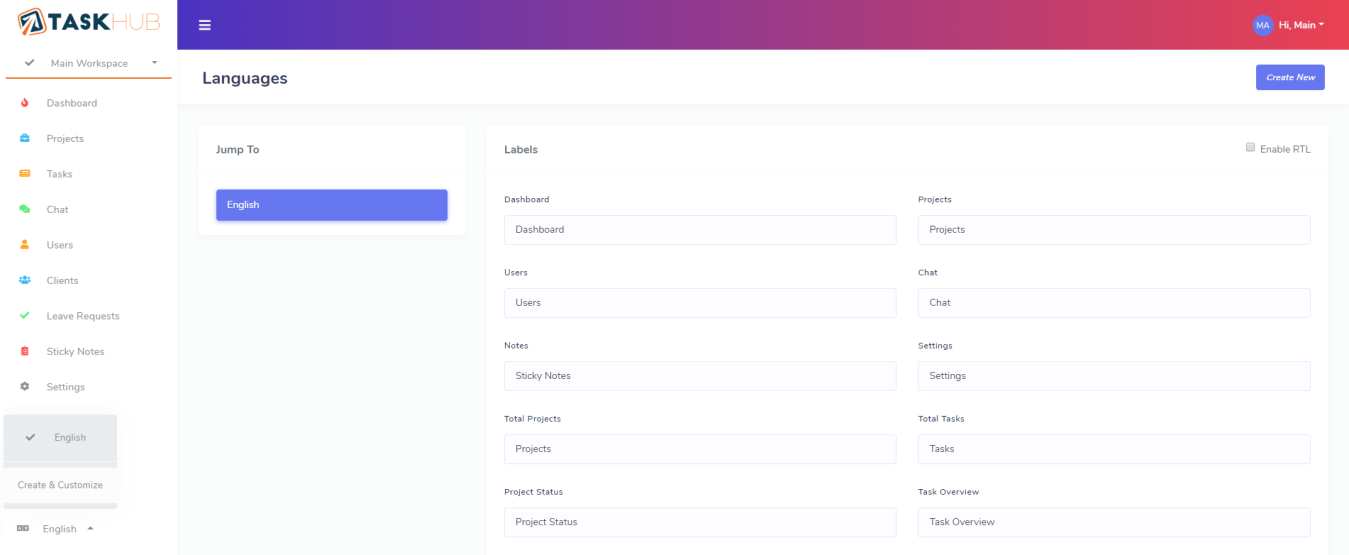 TASKHUB
MA Hi, Main
Main Workspace
Languages
Create New
Dashboard
Projects
Tasks
Chat
Users
Clients
Leave Requests
Sticky Notes
Settings
English
Create & Customize
English
Jump To
English
Labels
Enable RTL
Dashboard
Dashboard
Projects
Projects
Users
Users
Chat
Chat
Notes
Sticky Notes
Settings
Settings
Total Projects
Projects
Total Tasks
Tasks
Project Status
Project Status
Task Overview
Task Overview